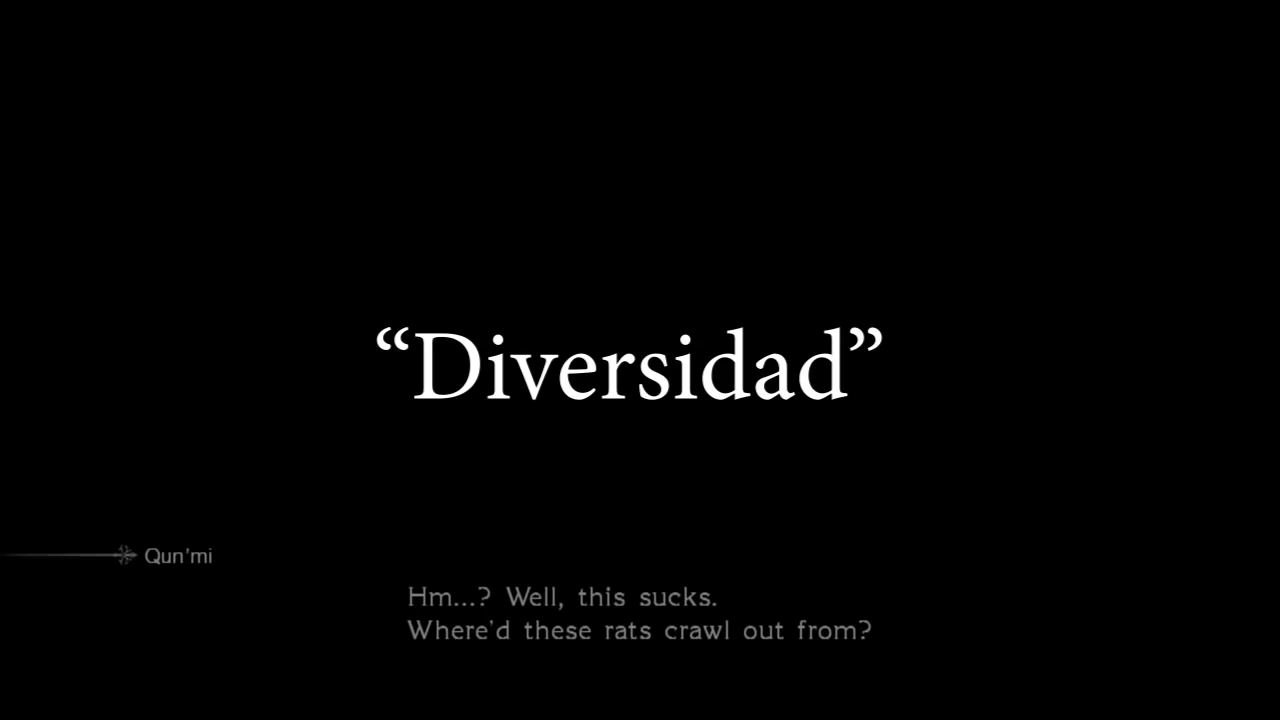 “Diversidad”
Qun'mi
Hm...? Well, this sucks.
Where'd these rats crawl out from?